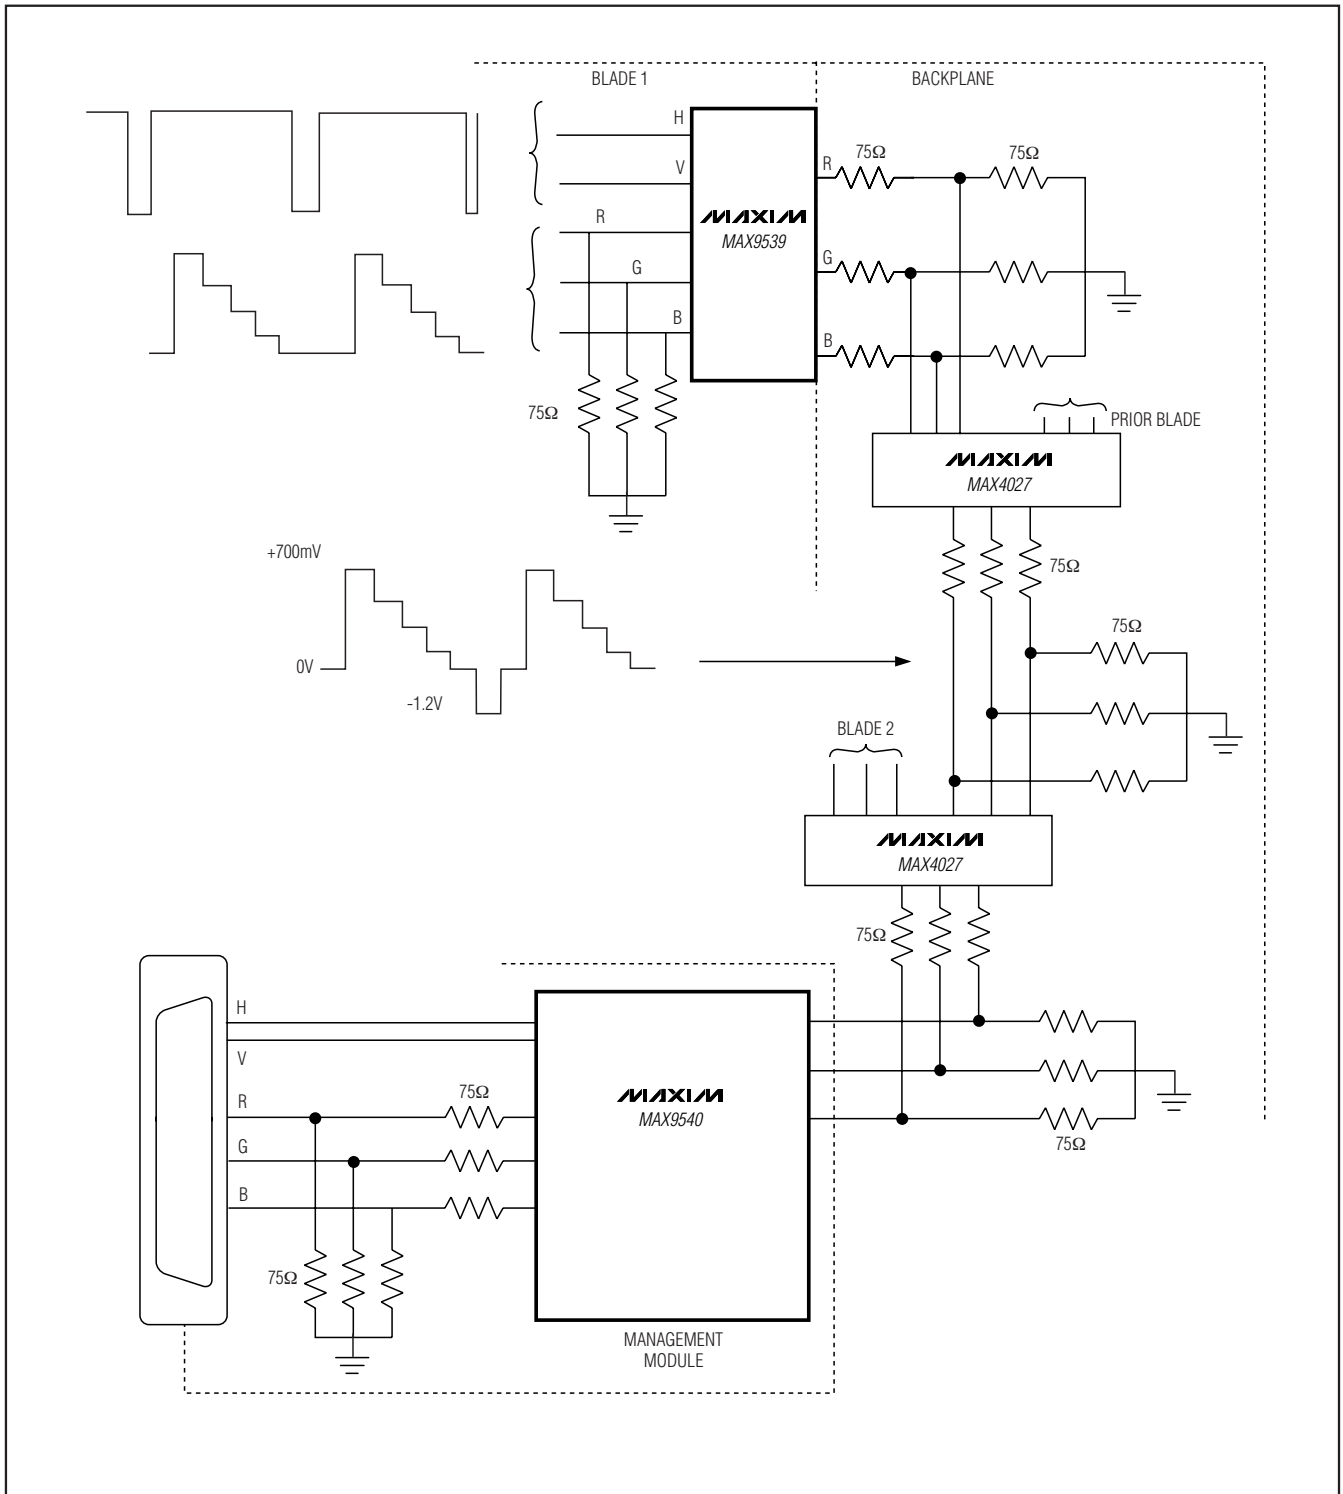 BLADE 1
BACKPLANE
H
V
R
G
B
MAXIM
MAX9539
R
75Ω
75Ω
G
B
75Ω
PRIOR BLADE
MAXIM
MAX4027
75Ω
+700mV
0V
-1.2V
75Ω
BLADE 2
MAXIM
MAX4027
75Ω
H
V
R
75Ω
G
B
75Ω
MAXIM
MAX9540
75Ω
MANAGEMENT
MODULE